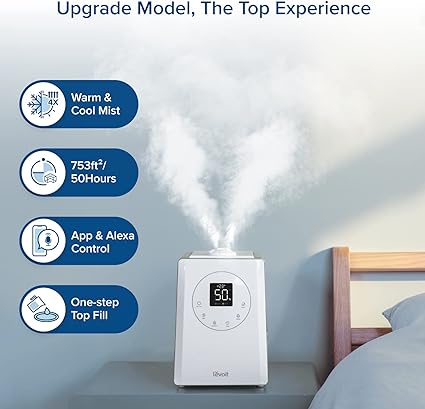 Upgrade Model, The Top Experience
4X
Warm &
Cool Mist
753ft²/
50Hours
App & Alexa
Control
One-step
Top Fill
50
levoit